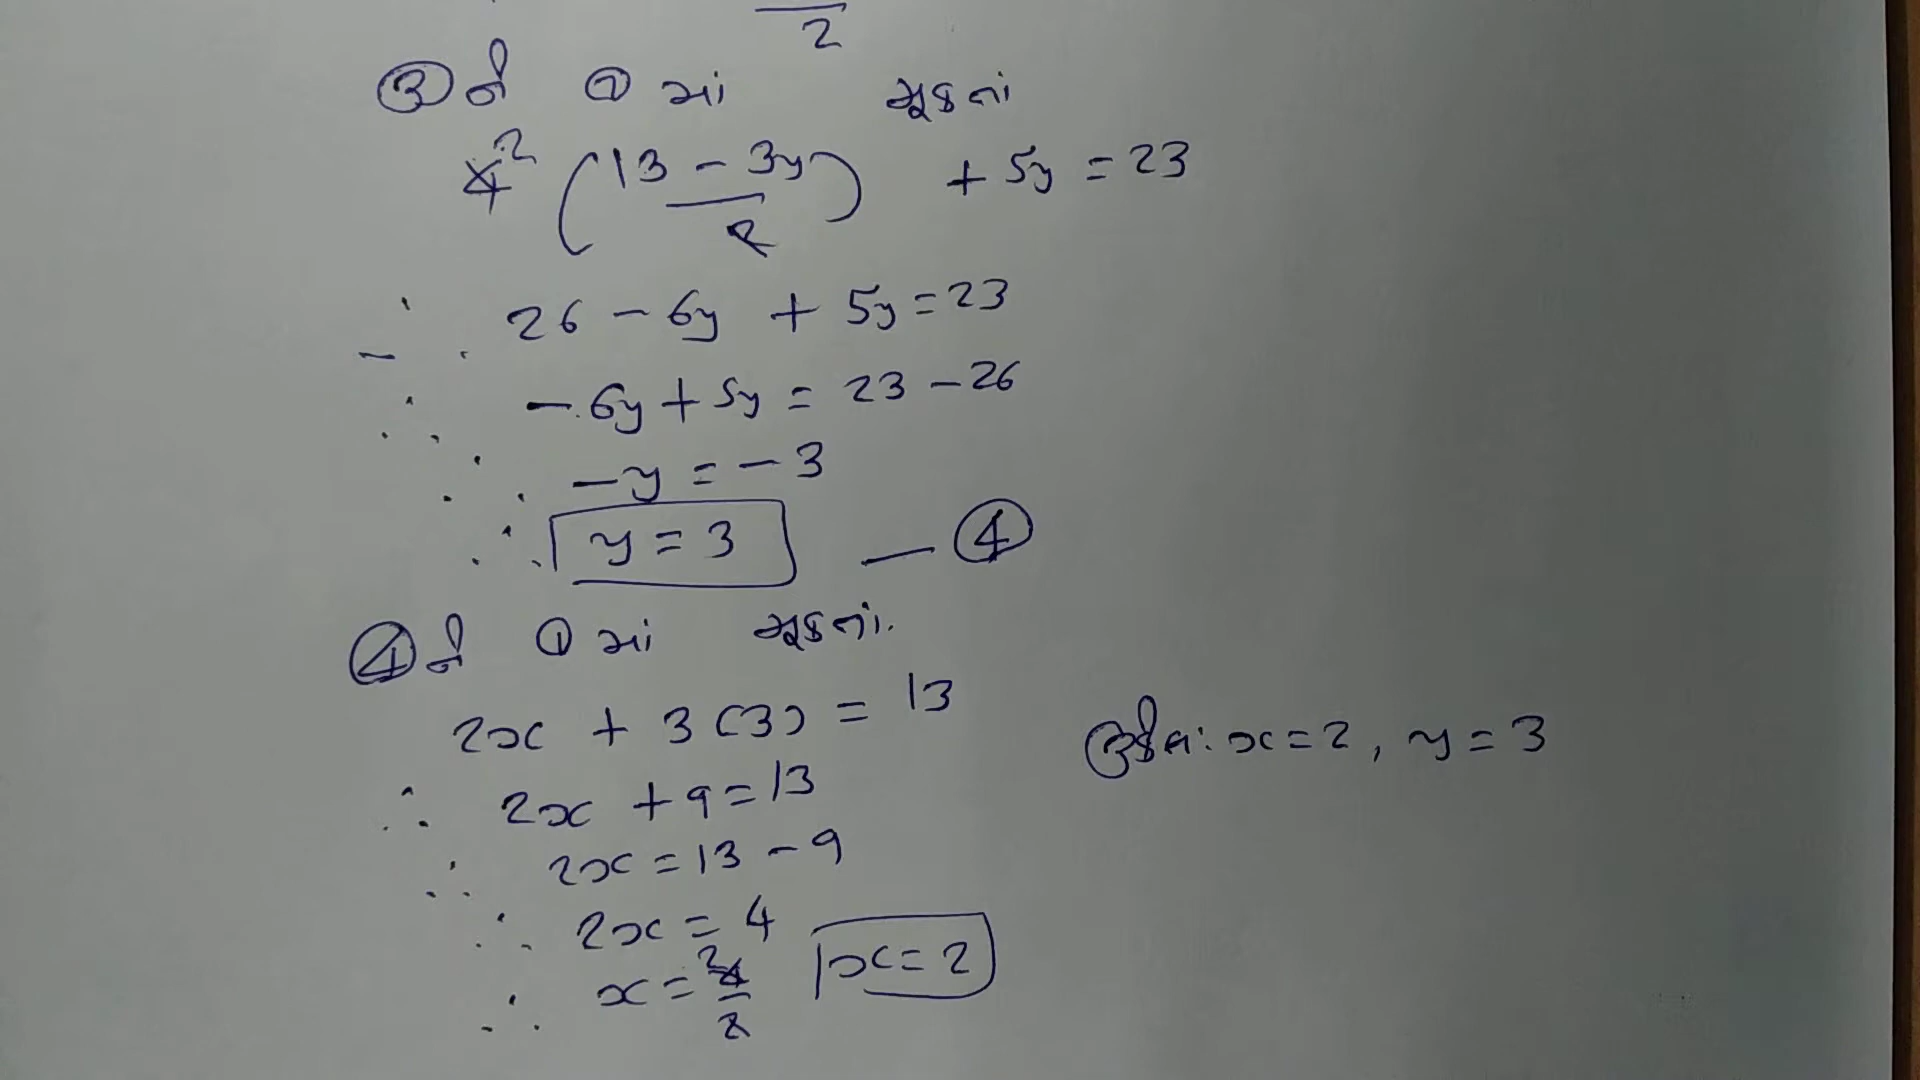 2
③ ને ② માં મૂકતાં
4² (13 - 3y / 2) + 5y = 23
∴ 26 - 6y + 5y = 23
∴ - 6y + 5y = 23 - 26
∴ - y = - 3
∴ y = 3 — ④
④ ને ① માં મૂકતાં.
2x + 3(3) = 13
∴ 2x + 9 = 13
∴ 2x = 13 - 9
∴ 2x = 4
∴ x = 4²/2 x = 2
ઉકેલ: x = 2, y = 3